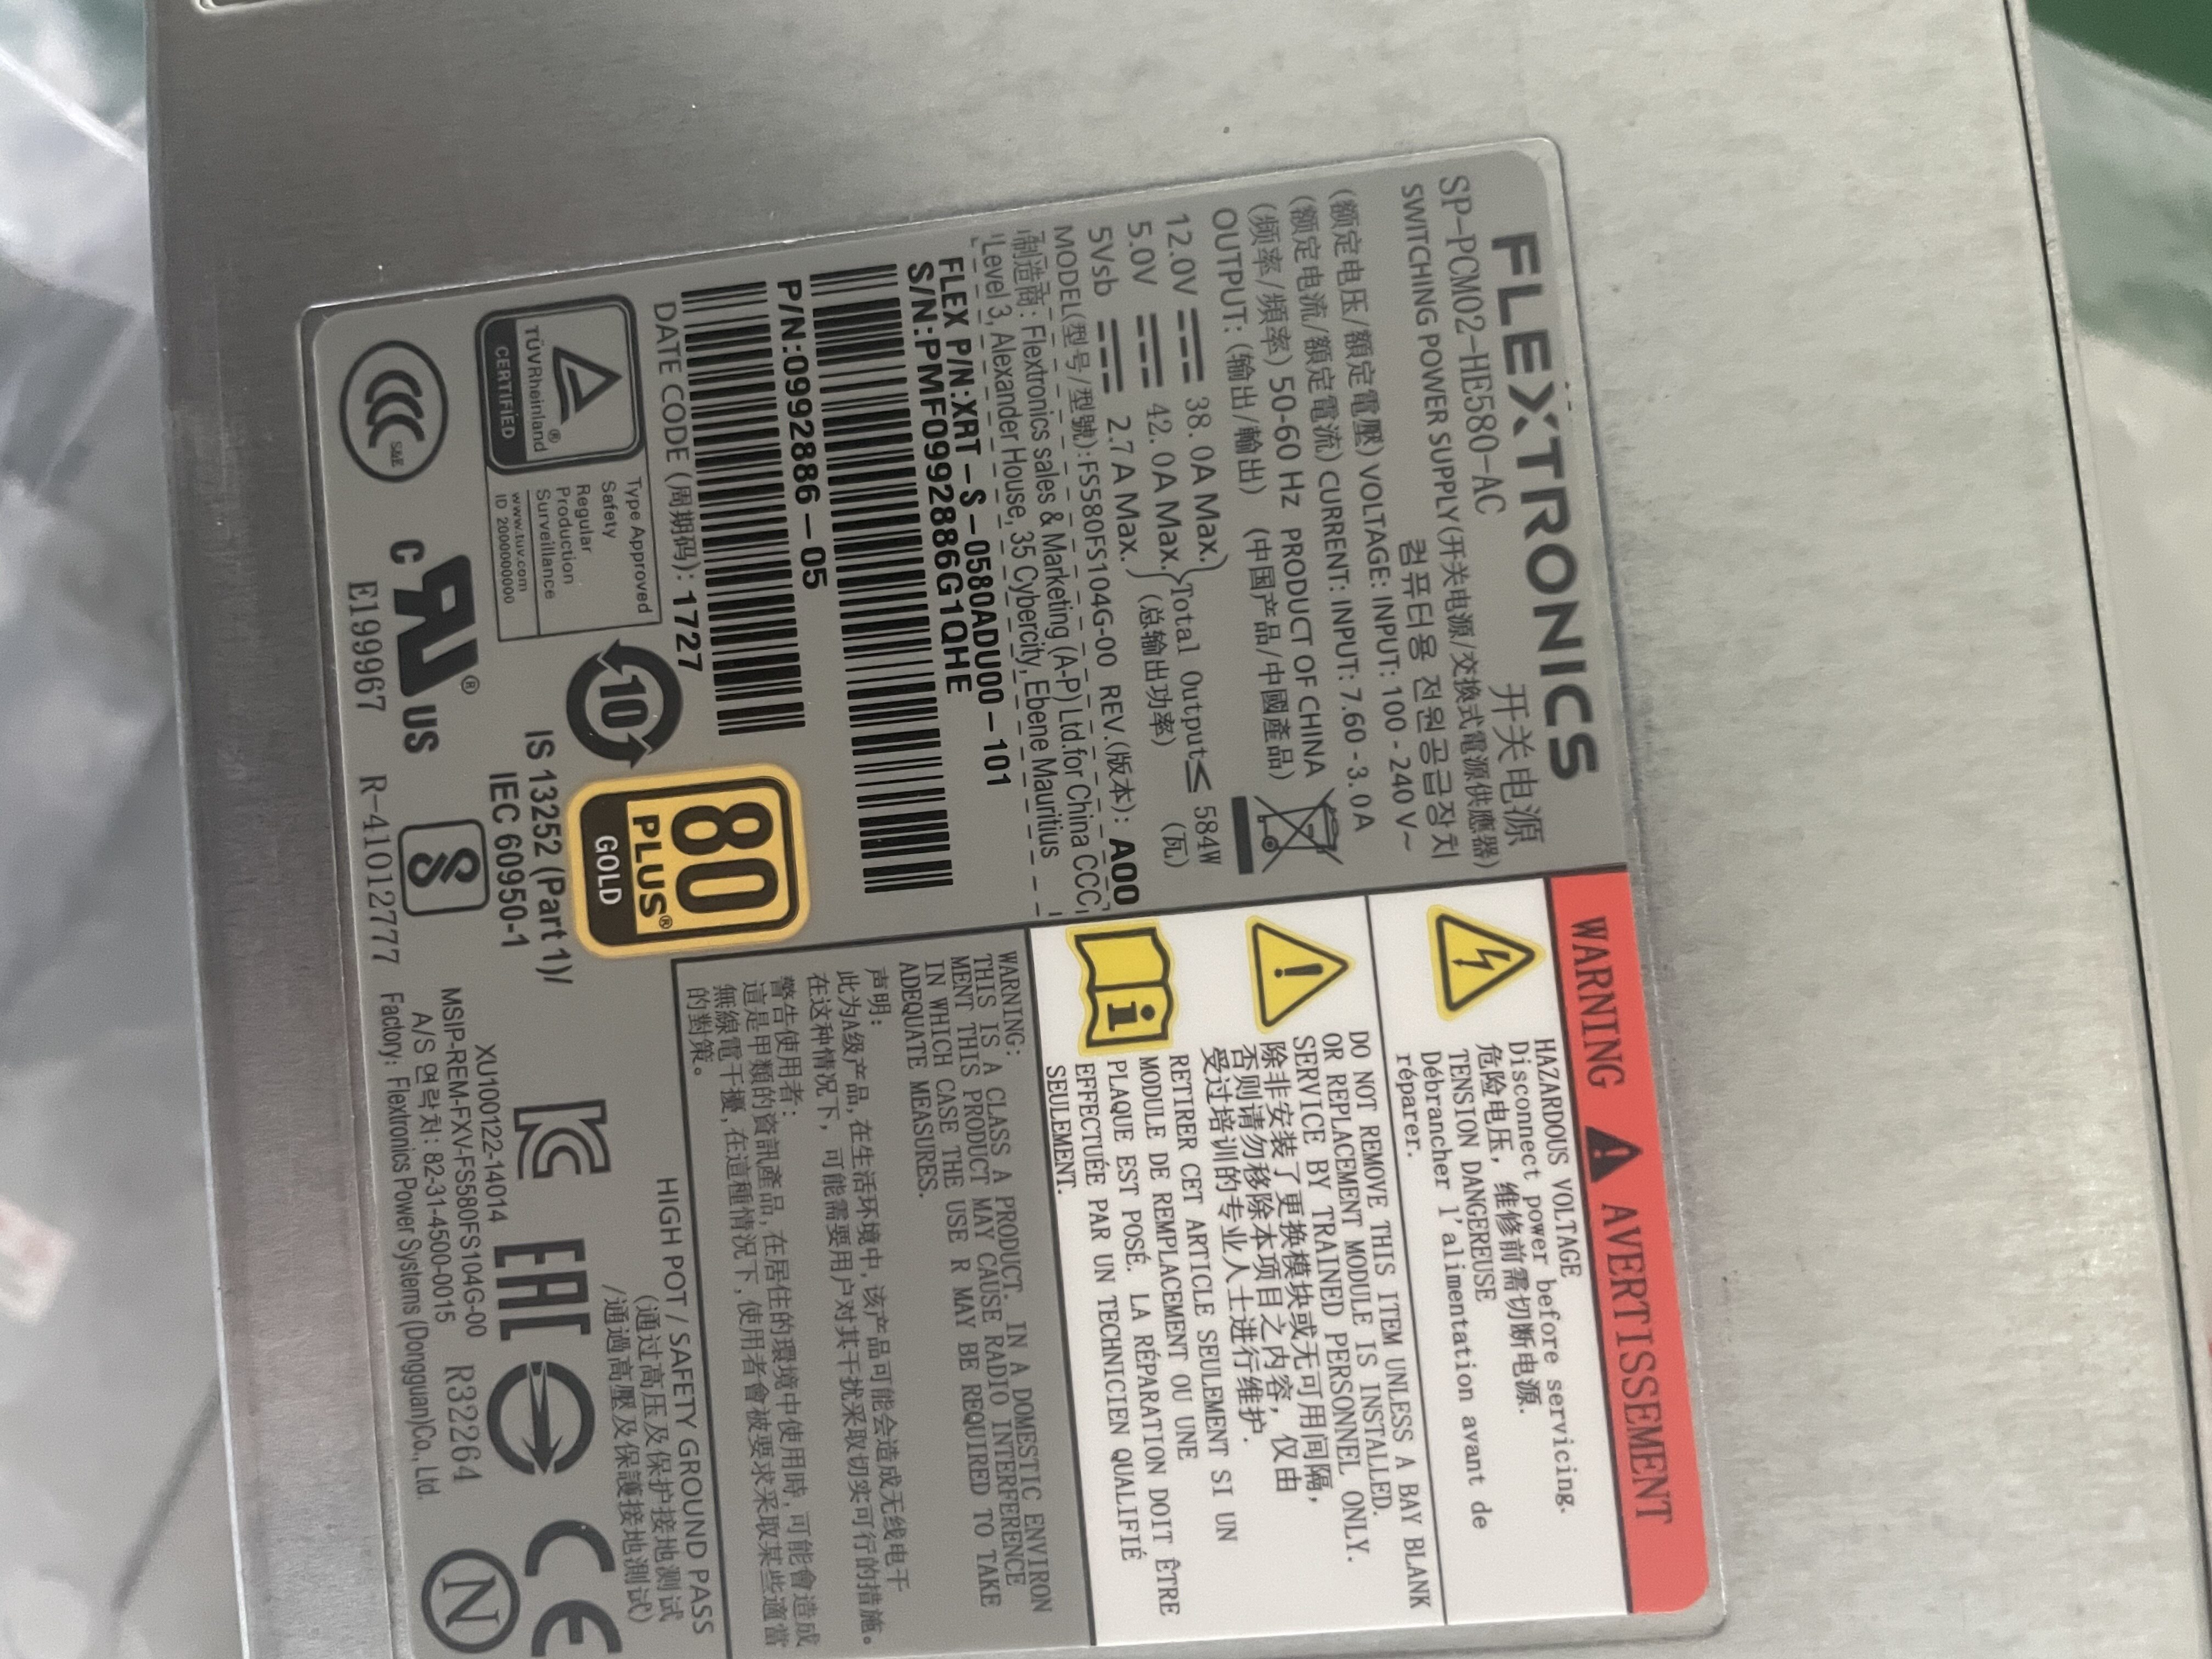 FLEXTRONICS
SP-PCM02-HE580-AC 开关电源
SWITCHING POWER SUPPLY(开关电源/交換式電源供應器)
컴퓨터용 전원공급장치
(额定电压/額定電壓) VOLTAGE: INPUT: 100 - 240 V~
(额定电流/額定電流) CURRENT: INPUT: 7.60 - 3.0A
(频率/頻率) 50-60 Hz PRODUCT OF CHINA
OUTPUT: (输出/輸出) (中国产品/中國產品)
12.0V 38.0A Max.
5.0V 42.0A Max. Total Output≤ 584W
5Vsb 2.7A Max. (总输出功率) (瓦)
MODEL(型号/型號):FS580FS104G-00 REV.(版本): A00
制造商: Flextronics sales & Marketing (A-P) Ltd.for China CCC
Level 3, Alexander House, 35 Cybercity, Ebene Mauritius
FLEX P/N:XRT-S-0580ADU00-101
S/N:PMF0992886G1QHE
P/N:0992886-05
DATE CODE (周期码): 1727
TÜVRheinland®
CERTIFIED
Type Approved
Safety
Regular
Production
Surveillance
www.tuv.com
ID 2000000000
10
80
PLUS®
GOLD
CCC
S&E
C RU® US
E199967
IS 13252 (Part 1)/
IEC 60950-1
S
R-41012777
WARNING AVERTISSEMENT
HAZARDOUS VOLTAGE
Disconnect power before servicing.
危险电压, 维修前需切断电源.
TENSION DANGEREUSE
Débrancher l'alimentation avant de
réparer.
DO NOT REMOVE THIS ITEM UNLESS A BAY BLANK
OR REPLACEMENT MODULE IS INSTALLED.
SERVICE BY TRAINED PERSONNEL ONLY.
除非安装了更换模块或无可用间隔,
否则请勿移除本项目之内容, 仅由
受过培训的专业人士进行维护.
RETIRER CET ARTICLE SEULEMENT SI UN
MODULE DE REMPLACEMENT OU UNE
PLAQUE EST POSÉ. LA RÉPARATION DOIT ÊTRE
EFFECTUÉE PAR UN TECHNICIEN QUALIFIÉ
SEULEMENT.
WARNING:
THIS IS A CLASS A PRODUCT. IN A DOMESTIC ENVIRON
MENT THIS PRODUCT MAY CAUSE RADIO INTERFERENCE
IN WHICH CASE THE USE R MAY BE REQUIRED TO TAKE
ADEQUATE MEASURES.
声明:
此为A级产品,在生活环境中,该产品可能会造成无线电干
在这种情况下, 可能需要用户对其干扰采取切实可行的措施。
警告使用者:
這是甲類的資訊產品,在居住的環境中使用時,可能會造成
無線電干擾,在這種情況下,使用者會被要求采取某些適當
的對策。
HIGH POT / SAFETY GROUND PASS
(通过高压及保护接地测试
/通過高壓及保護接地測試)
EAC
CE
XU100122-14014
MSIP-REM-FXV-FS580FS104G-00
A/S 연락처: 82-31-4500-0015
R32264
N
Factory: Flextronics Power Systems (Dongguan)Co., Ltd.